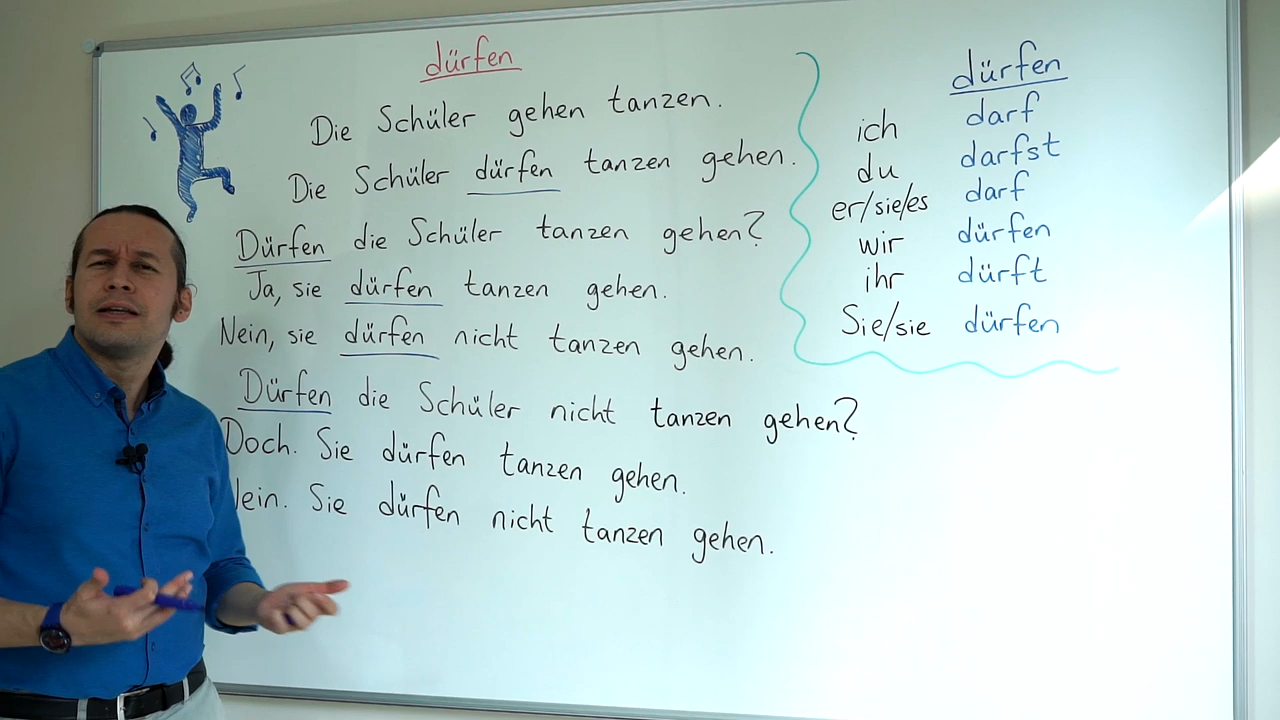 dürfen
Die Schüler gehen tanzen.
Die Schüler dürfen tanzen gehen.
Dürfen die Schüler tanzen gehen?
Ja, sie dürfen tanzen gehen.
Nein, sie dürfen nicht tanzen gehen.
Dürfen die Schüler nicht tanzen gehen?
Doch. Sie dürfen tanzen gehen.
Nein. Sie dürfen nicht tanzen gehen.
dürfen
ich darf
du darfst
er/sie/es darf
wir dürfen
ihr dürft
Sie/sie dürfen